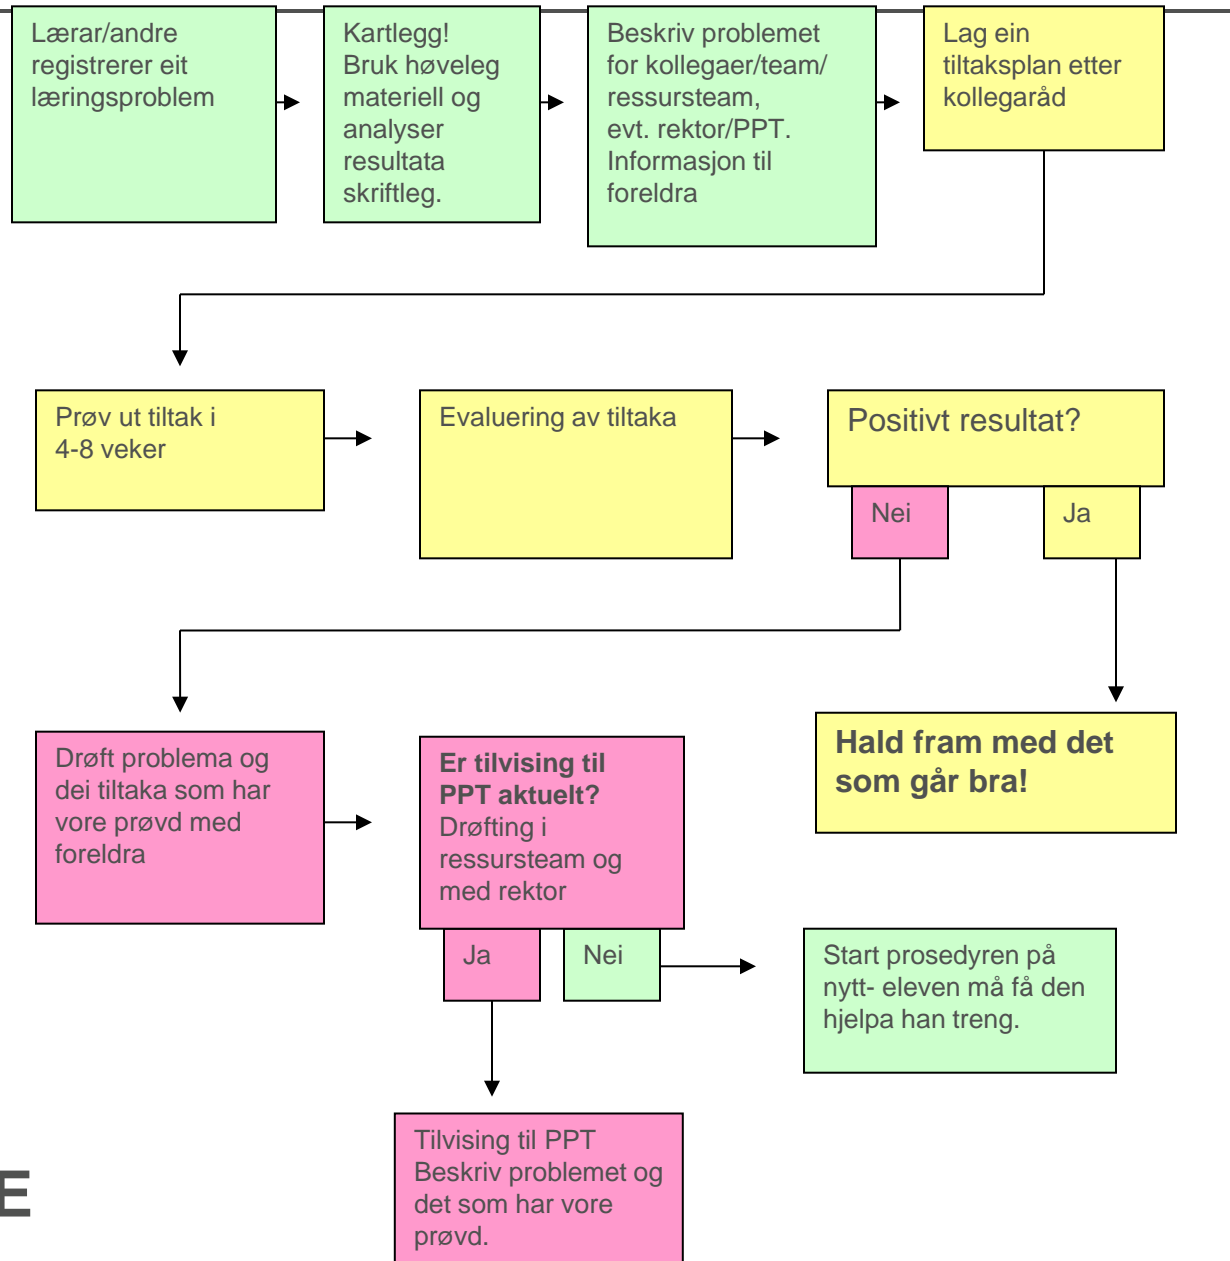 Lærar/andre
registrerer eit
læringsproblem
Kartlegg!
Bruk høveleg
materiell og
analyser
resultata
skriftleg.
Beskriv problemet
for kollegaer/team/
ressursteam,
evt. rektor/PPT.
Informasjon til
foreldra
Lag ein
tiltaksplan etter
kollegaråd
Prøv ut tiltak i
4-8 veker
Evaluering av tiltaka
Positivt resultat?
Nei
Ja
Drøft problema og
dei tiltaka som har
vore prøvd med
foreldra
Er tilvising til
PPT aktuelt?
Drøfting i
ressursteam og
med rektor
Ja
Nei
Hald fram med det
som går bra!
Start prosedyren på
nytt- eleven må få den
hjelpa han treng.
Tilvising til PPT
Beskriv problemet og
det som har vore
prøvd.
E